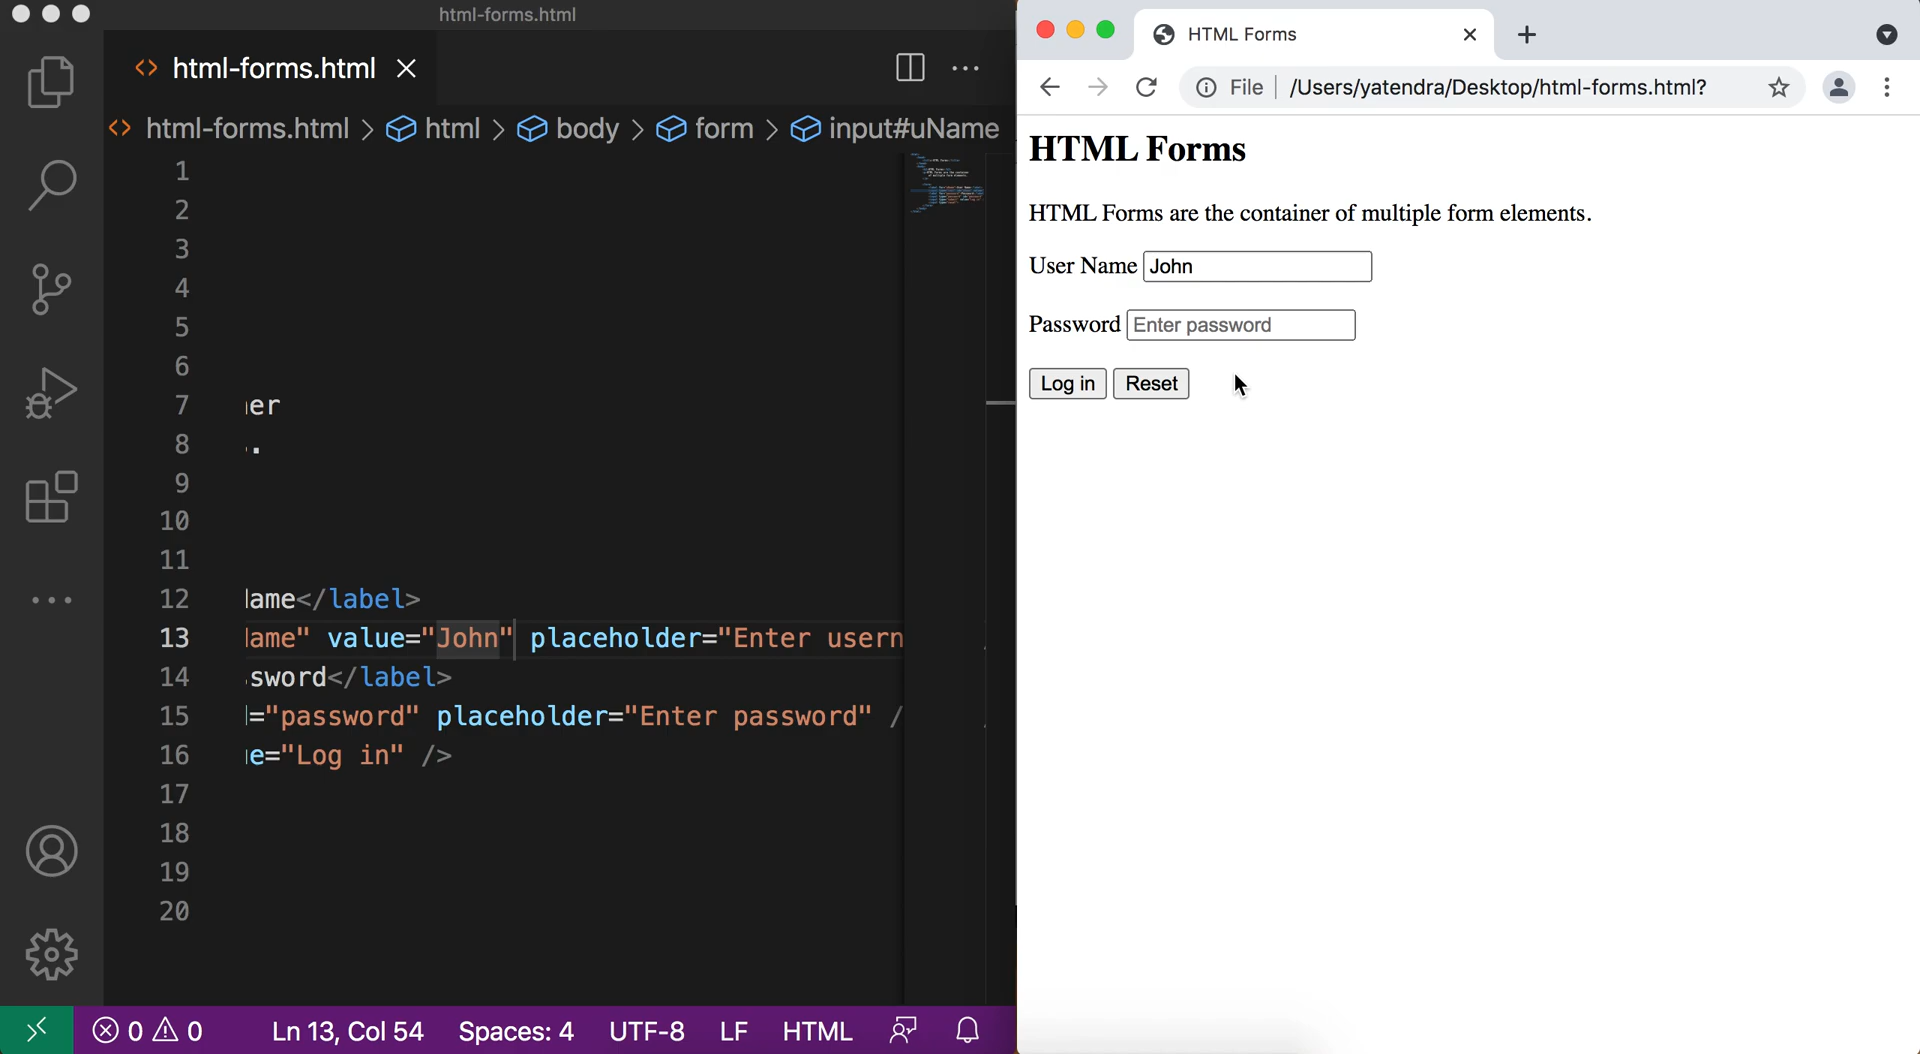 html-forms.html
html-forms.html
html-forms.html > html > body > form > input#uName
1
2
3
4
5
6
7 er
8 .
9
10
11
12 ame</label>
13 ame" value="John" placeholder="Enter usern
14 sword</label>
15 ="password" placeholder="Enter password" /
16 e="Log in" />
17
18
19
20
0 0 Ln 13, Col 54 Spaces: 4 UTF-8 LF HTML
HTML Forms
File /Users/yatendra/Desktop/html-forms.html?
HTML Forms
HTML Forms are the container of multiple form elements.
User Name John
Password Enter password
Log in Reset